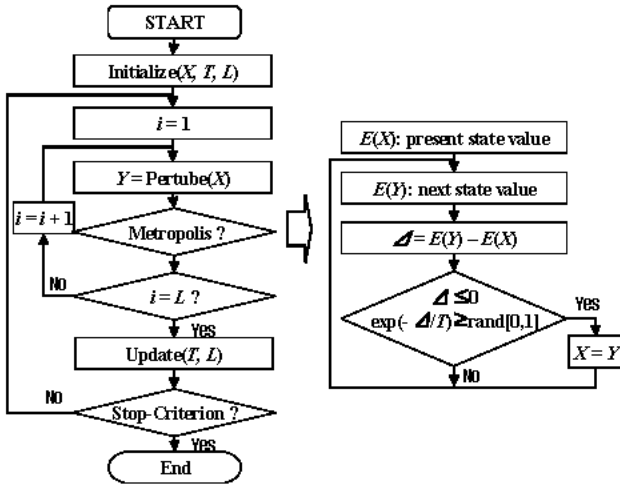 START
Initialize(X, T, L)
i = 1
Y = Pertube(X)
i = i + 1
Metropolis ?
No
i = L ?
Yes
Update(T, L)
No
Stop-Criterion ?
Yes
End
E(X): present state value
E(Y): next state value
Δ = E(Y) – E(X)
Δ ≤0
exp(- Δ/T) ≥rand[0,1]
Yes
X = Y
No